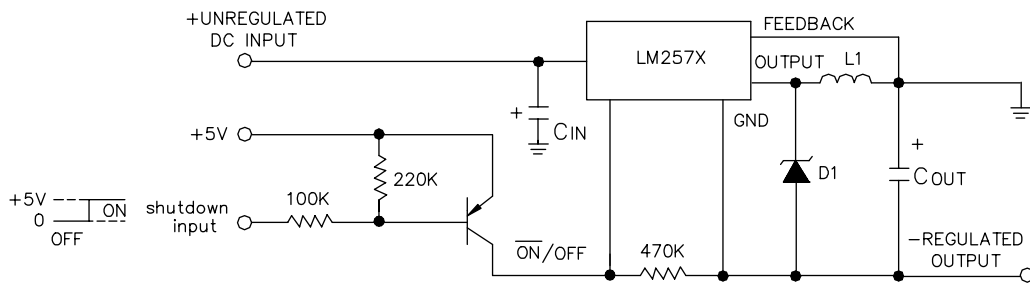 +UNREGULATED
DC INPUT
FEEDBACK
LM257X
OUTPUT
L1
+
CIN
GND
+5V
220K
D1
+
COUT
+5V
0
ON
OFF
shutdown
input
100K
ON/OFF
470K
−REGULATED
OUTPUT